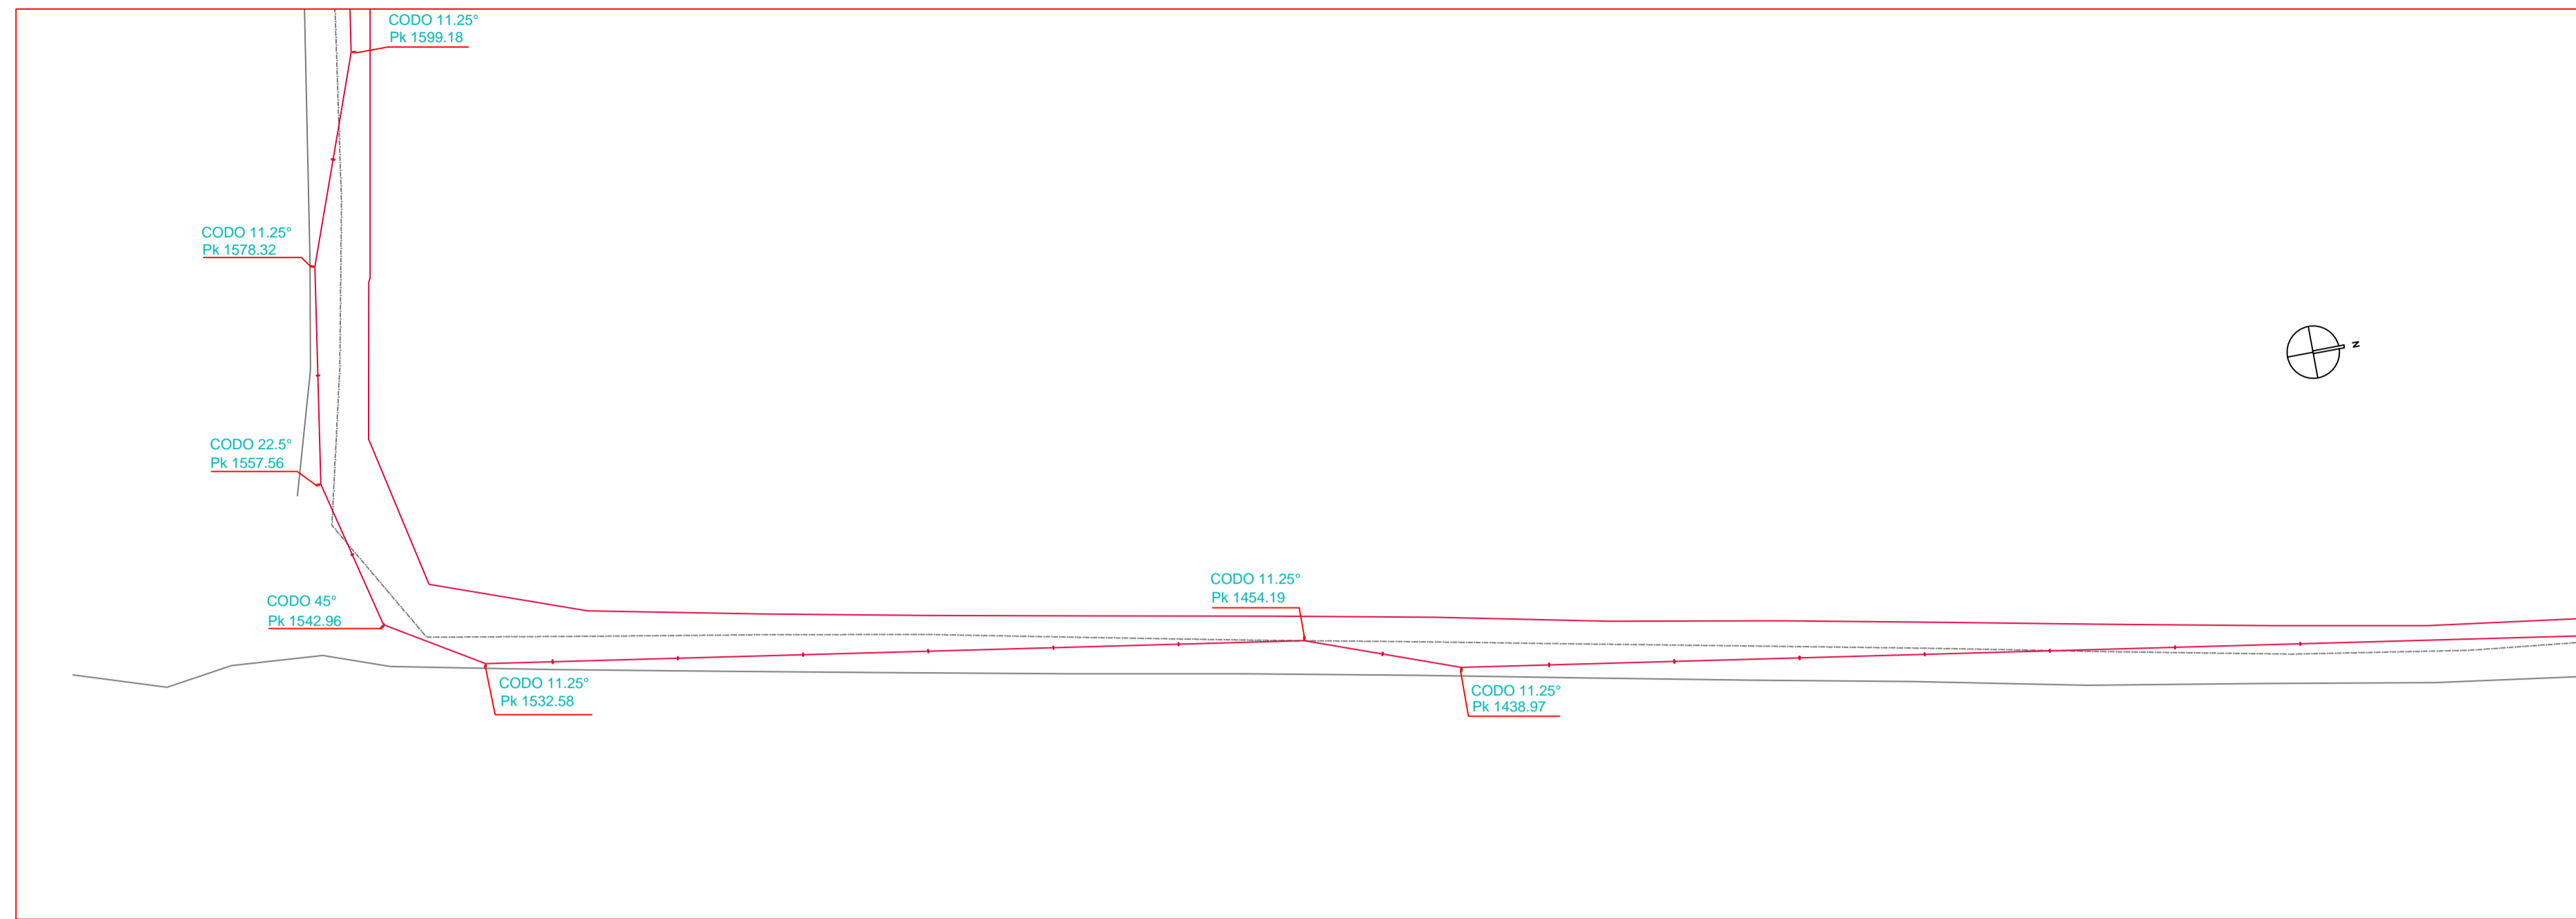 CODO 11.25°
Pk 1599.18
CODO 11.25°
Pk 1578.32
N
CODO 22.5°
Pk 1557.56
CODO 45°
Pk 1542.96
CODO 11.25°
Pk 1454.19
CODO 11.25°
Pk 1532.58
CODO 11.25°
Pk 1438.97